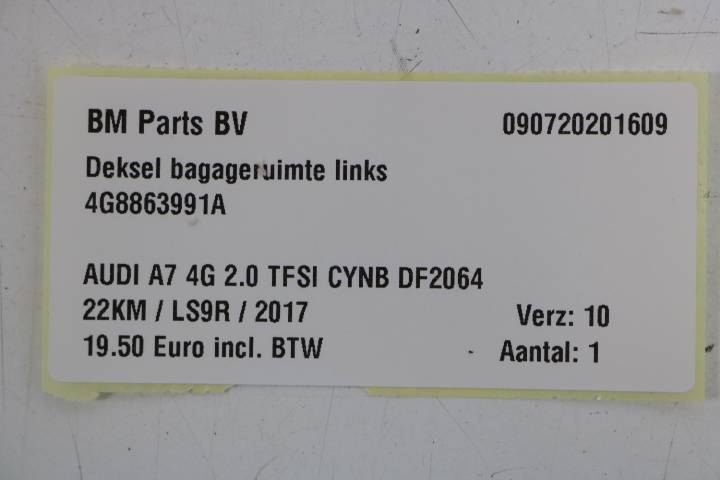 BM Parts BV 090720201609
Deksel bagageruimte links
4G8863991A
AUDI A7 4G 2.0 TFSI CYNB DF2064
22KM / LS9R / 2017 Verz: 10
19.50 Euro incl. BTW Aantal: 1